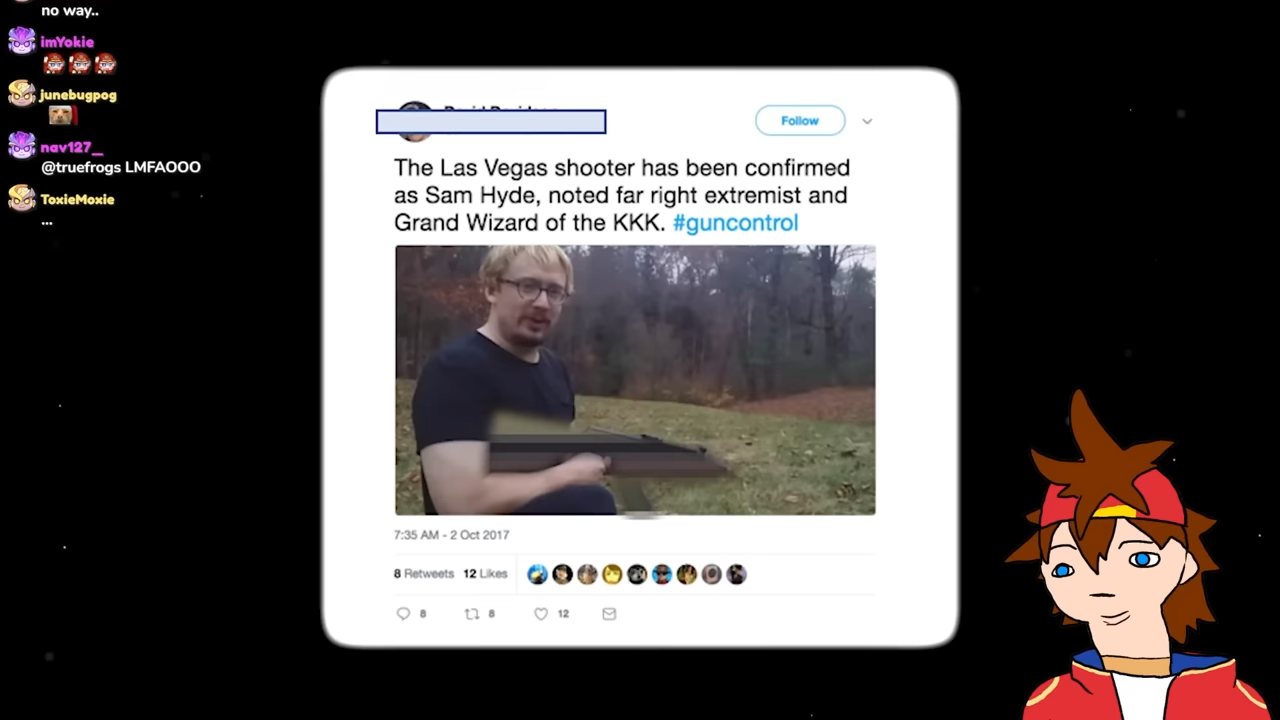 no way..
imYokie
junebugpog
nav127_
@truefrogs LMFAOOO
ToxieMoxie
...
Follow
The Las Vegas shooter has been confirmed
as Sam Hyde, noted far right extremist and
Grand Wizard of the KKK. #guncontrol
7:35 AM - 2 Oct 2017
8 Retweets 12 Likes
8 8 12